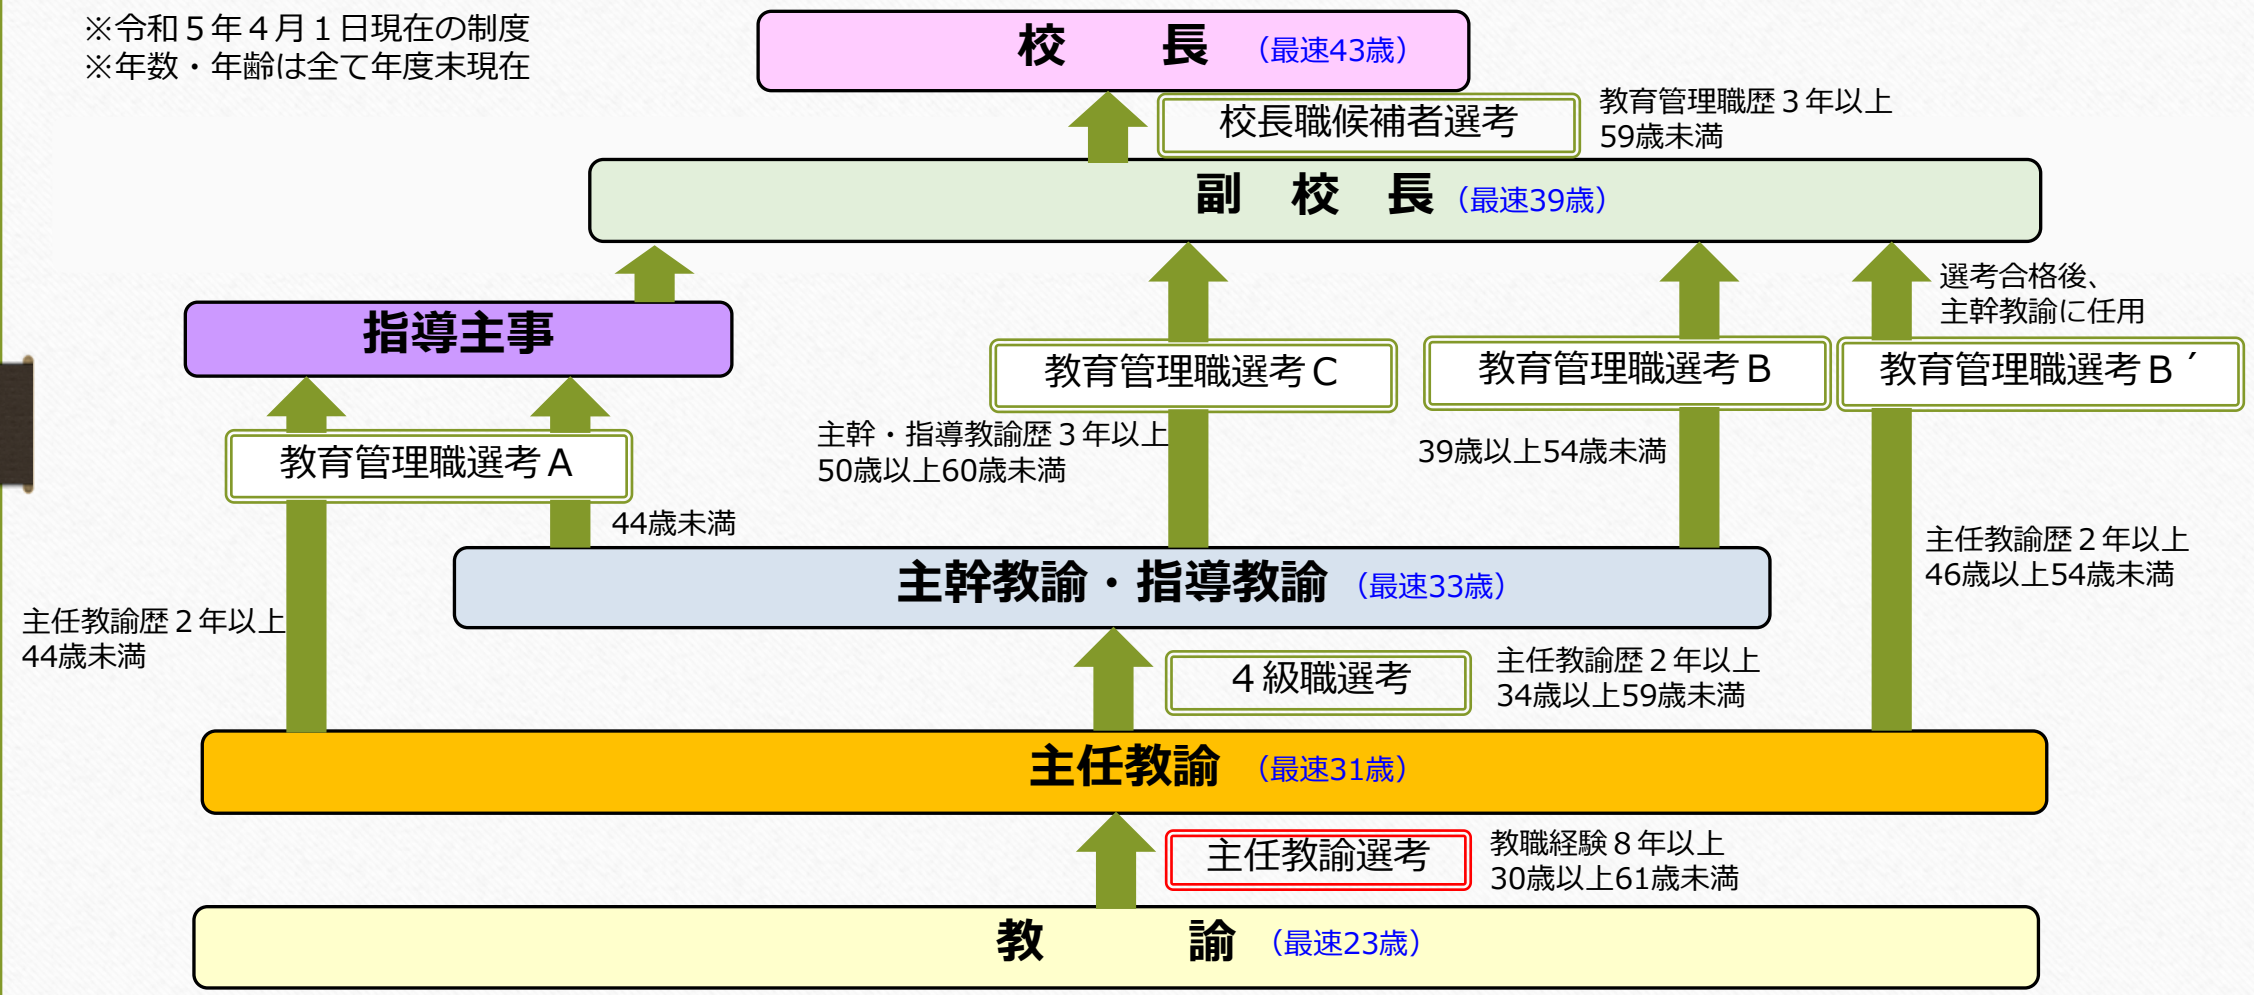 ※令和５年４月１日現在の制度
※年数・年齢は全て年度末現在
校　　長 （最速43歳）
校長職候補者選考
教育管理職歴３年以上
59歳未満
副　校　長 （最速39歳）
選考合格後、
主幹教諭に任用
指導主事
教育管理職選考Ｃ
教育管理職選考Ｂ
教育管理職選考Ｂ´
主幹・指導教諭歴３年以上
50歳以上60歳未満
39歳以上54歳未満
教育管理職選考Ａ
44歳未満
主任教諭歴２年以上
46歳以上54歳未満
主幹教諭・指導教諭 （最速33歳）
主任教諭歴２年以上
44歳未満
４級職選考
主任教諭歴２年以上
34歳以上59歳未満
主任教諭 （最速31歳）
主任教諭選考
教職経験８年以上
30歳以上61歳未満
教　　　諭 （最速23歳）